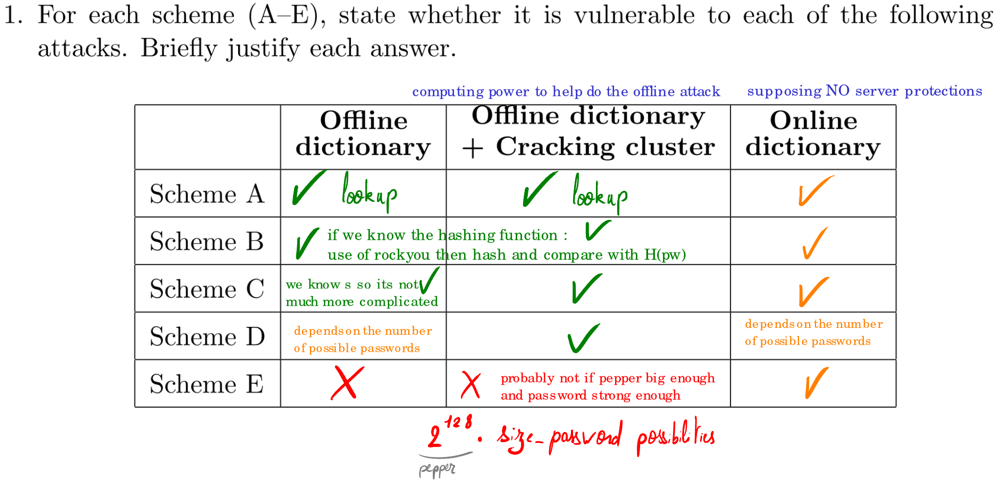 1. For each scheme (A–E), state whether it is vulnerable to each of the following
attacks. Briefly justify each answer.
computing power to help do the offline attack
supposing NO server protections
Offline
dictionary
Offline dictionary
+ Cracking cluster
Online
dictionary
Scheme A
✓ lookup
✓ lookup
✓
Scheme B
✓ if we know the hashing function : ✓
use of rockyou then hash and compare with H(pw)
✓
Scheme C
we know s so its not ✓
much more complicated
✓
✓
Scheme D
depends on the number
of possible passwords
✓
depends on the number
of possible passwords
Scheme E
X
X probably not if pepper big enough
and password strong enough
✓
2^128 . size_password possibilities
pepper